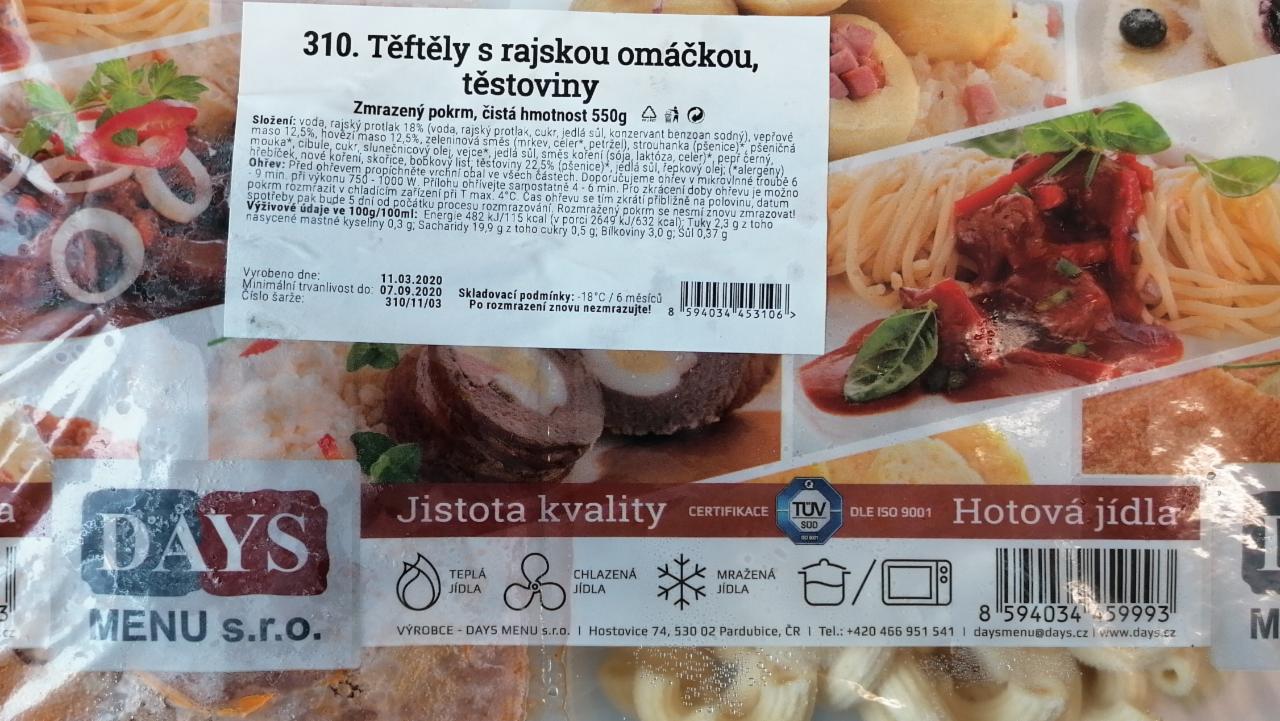 310. Těftěly s rajskou omáčkou,
těstoviny
Zmrazený pokrm, čistá hmotnost 550g
Složení: voda, rajský protlak 18% (voda, rajský protlak, cukr, jedlá sůl, konzervant benzoan sodný), vepřové
maso 12,5%, hovězí maso 12,5%, zeleninová směs (mrkev, celer*, petržel), strouhanka (pšenice)*, pšeničná
mouka*, cibule, cukr, slunečnicový olej, vejce*, jedlá sůl, směs koření (sója, laktóza, celer)*, pepř černý,
hřebíček, nové koření, skořice, bobkový list; těstoviny 22,5% (pšenice)*, jedlá sůl, řepkový olej; (*alergeny)
Ohřev: Před ohřevem propíchněte vrchní obal ve všech částech. Doporučujeme ohřev v mikrovlnné troubě 6
- 9 min. při výkonu 750 - 1000 W. Přílohu ohřívejte samostatně 4 - 6 min. Pro zkrácení doby ohřevu je možno
pokrm rozmrazit v chladícím zařízení při T max. 4°C. Čas ohřevu se tím zkrátí přibližně na polovinu, datum
spotřeby pak bude 5 dní od počátku procesu rozmrazování. Rozmražený pokrm se nesmí znovu zmrazovat!
Výživové údaje ve 100g/100ml: Energie 482 kJ/115 kcal (v porci 2649 kJ/632 kcal); Tuky 2,3 g z toho
nasycené mastné kyseliny 0,3 g; Sacharidy 19,9 g z toho cukry 0,5 g; Bílkoviny 3,0 g; Sůl 0,37 g
Vyrobeno dne: 11.03.2020
Minimální trvanlivost do: 07.09.2020
Číslo šarže: 310/11/03
Skladovací podmínky: -18°C / 6 měsíců
Po rozmrazení znovu nezmrazujte!
8 594034 453106 >
a
Jistota kvality
CERTIFIKACE
TÜV
SÜD
ISO 9001
DLE ISO 9001
Hotová jídla
DAYS
MENU s.r.o.
TEPLÁ
JÍDLA
CHLAZENÁ
JÍDLA
MRAŽENÁ
JÍDLA
8 594034 459993
VÝROBCE - DAYS MENU s.r.o. | Hostovice 74, 530 02 Pardubice, ČR | Tel.: +420 466 951 541 | daysmenu@days.cz | www.days.cz
3
cz
M